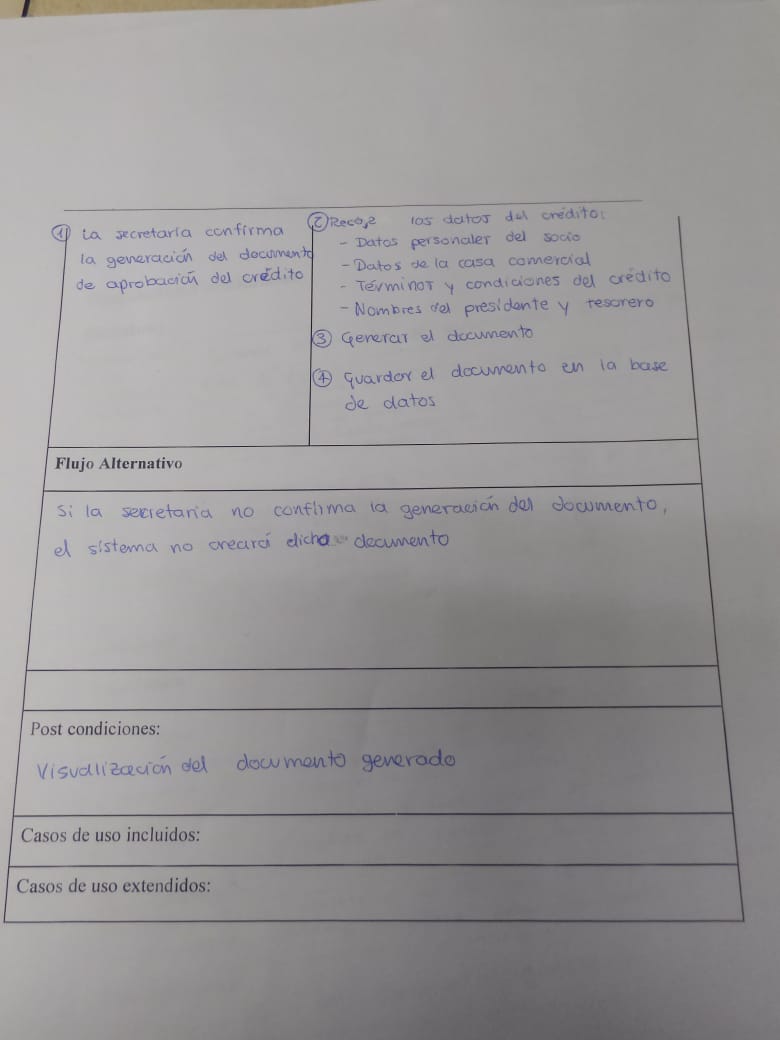 ① La secretaría confirma
la generación del documento
de aprobación del crédito
② Recoge los datos del crédito:
- Datos personales del socio
- Datos de la casa comercial
- Términos y condiciones del crédito
- Nombres del presidente y tesorero
③ Generar el documento
④ Guardar el documento en la base
de datos
Flujo Alternativo
Si la secretaria no confirma la generación del documento,
el sistema no creará dicho documento
Post condiciones:
Visualización del documento generado
Casos de uso incluidos:
Casos de uso extendidos: